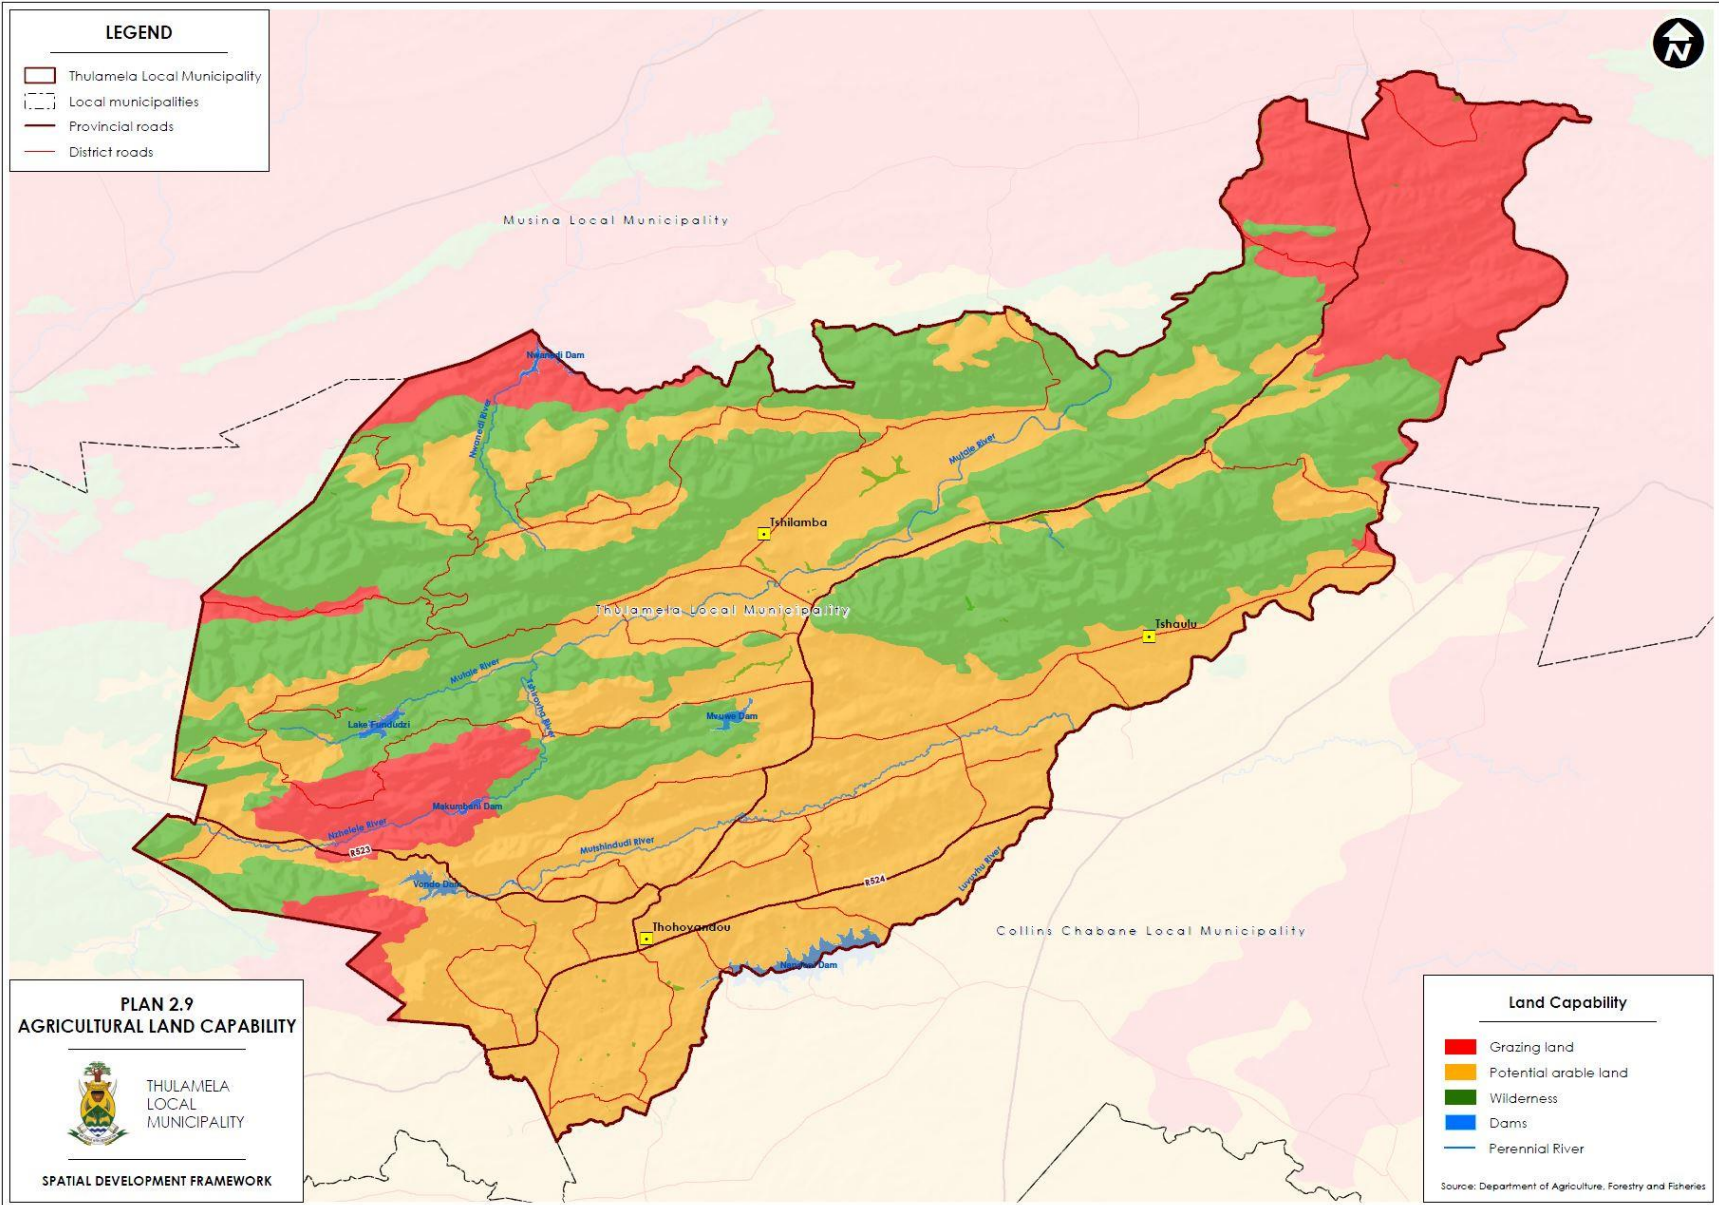 LEGEND
Thulamela Local Municipality
Local municipalities
Provincial roads
District roads
N
Musina Local Municipality
Nwanedi Dam
Nwanedi River
Mutale River
Tshilamba
Thulamela Local Municipality
Tshaulu
Mutale River
Tshirovha River
Lake Fundudzi
Mvuwe Dam
Makumbani Dam
Nzhelele River
R523
Mutshindudi River
Vondo Dam
R524
Luvuvhu River
Thohoyandou
Nandoni Dam
Collins Chabane Local Municipality
PLAN 2.9
AGRICULTURAL LAND CAPABILITY
THULAMELA
LOCAL
MUNICIPALITY
SPATIAL DEVELOPMENT FRAMEWORK
Land Capability
Grazing land
Potential arable land
Wilderness
Dams
Perennial River
Source: Department of Agriculture, Forestry and Fisheries